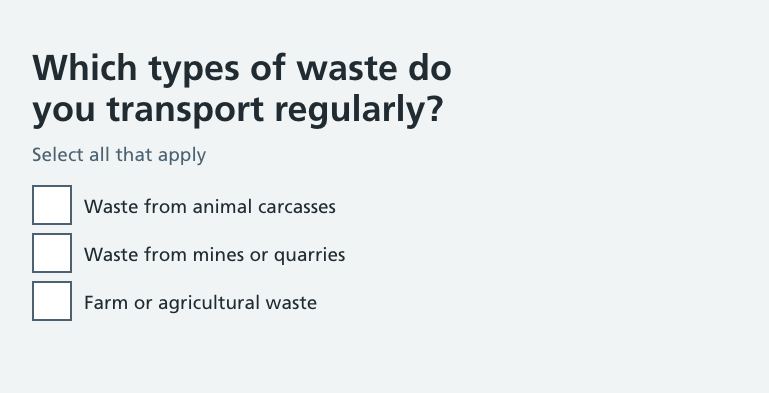 Which types of waste do
you transport regularly?
Select all that apply
Waste from animal carcasses
Waste from mines or quarries
Farm or agricultural waste